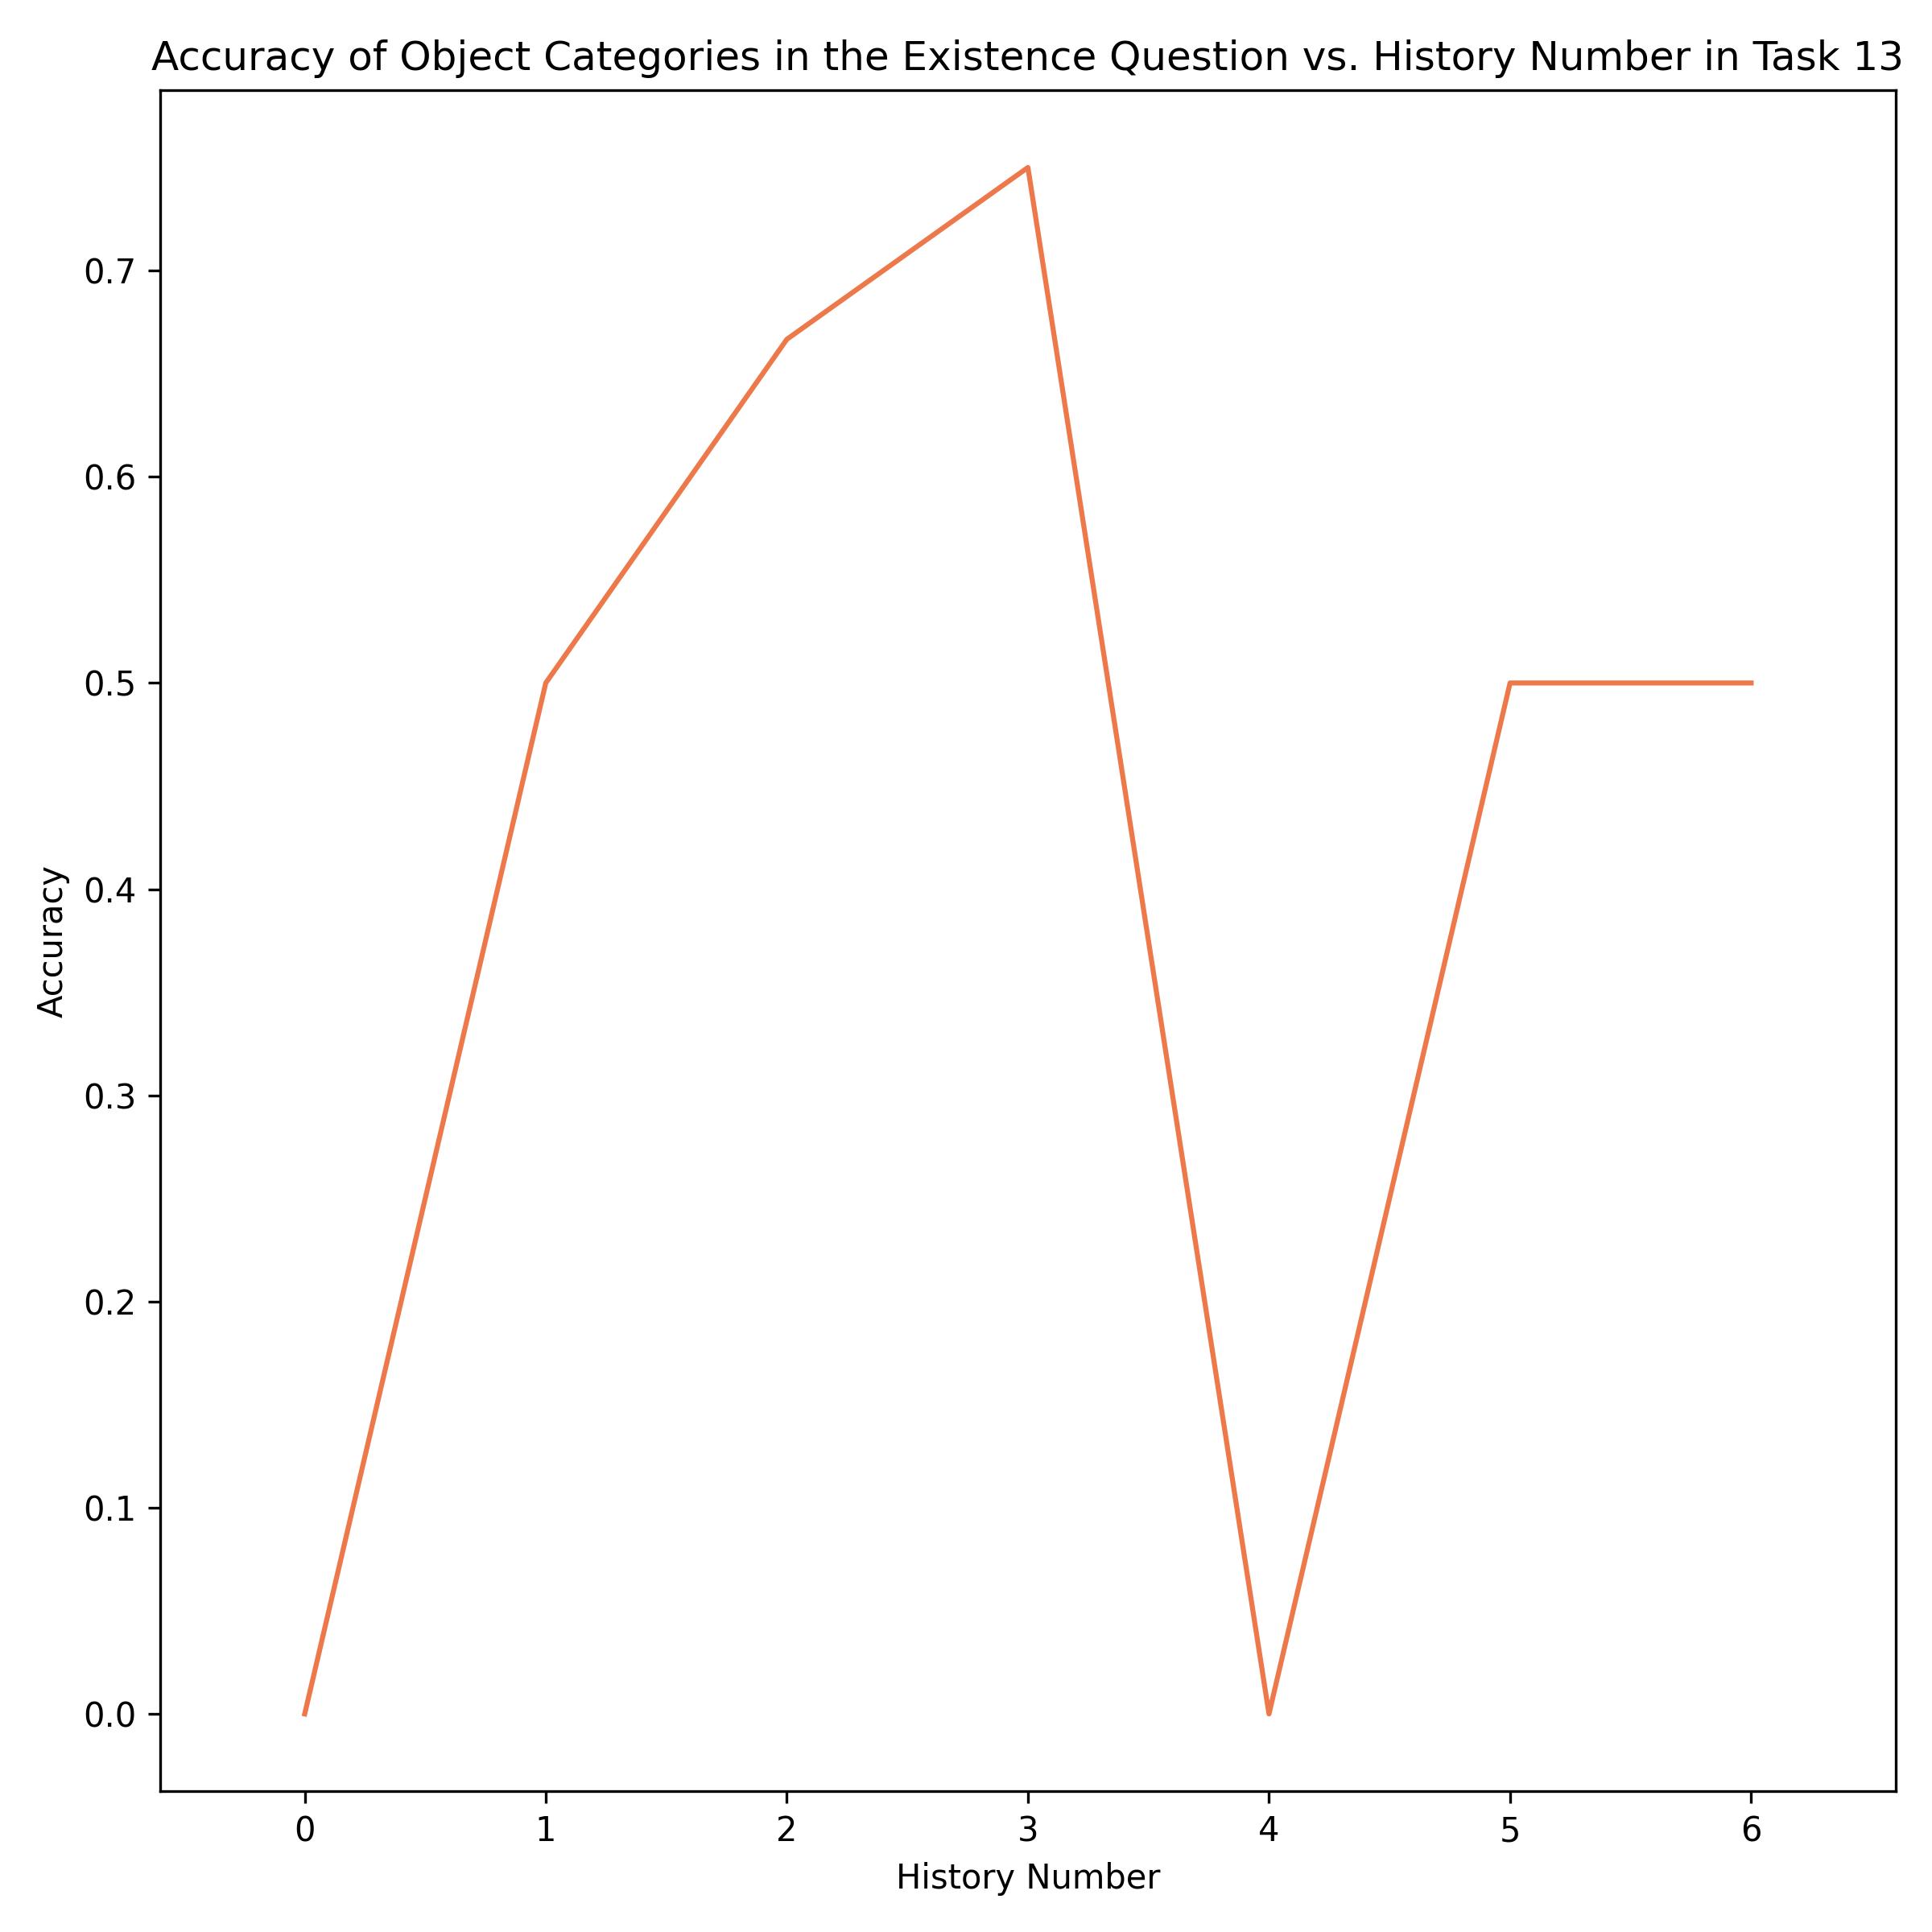 Accuracy of Object Categories in the Existence Question vs. History Number in Task 13
Accuracy
0.7
0.6
0.5
0.4
0.3
0.2
0.1
0.0
0 1 2 3 4 5 6
History Number